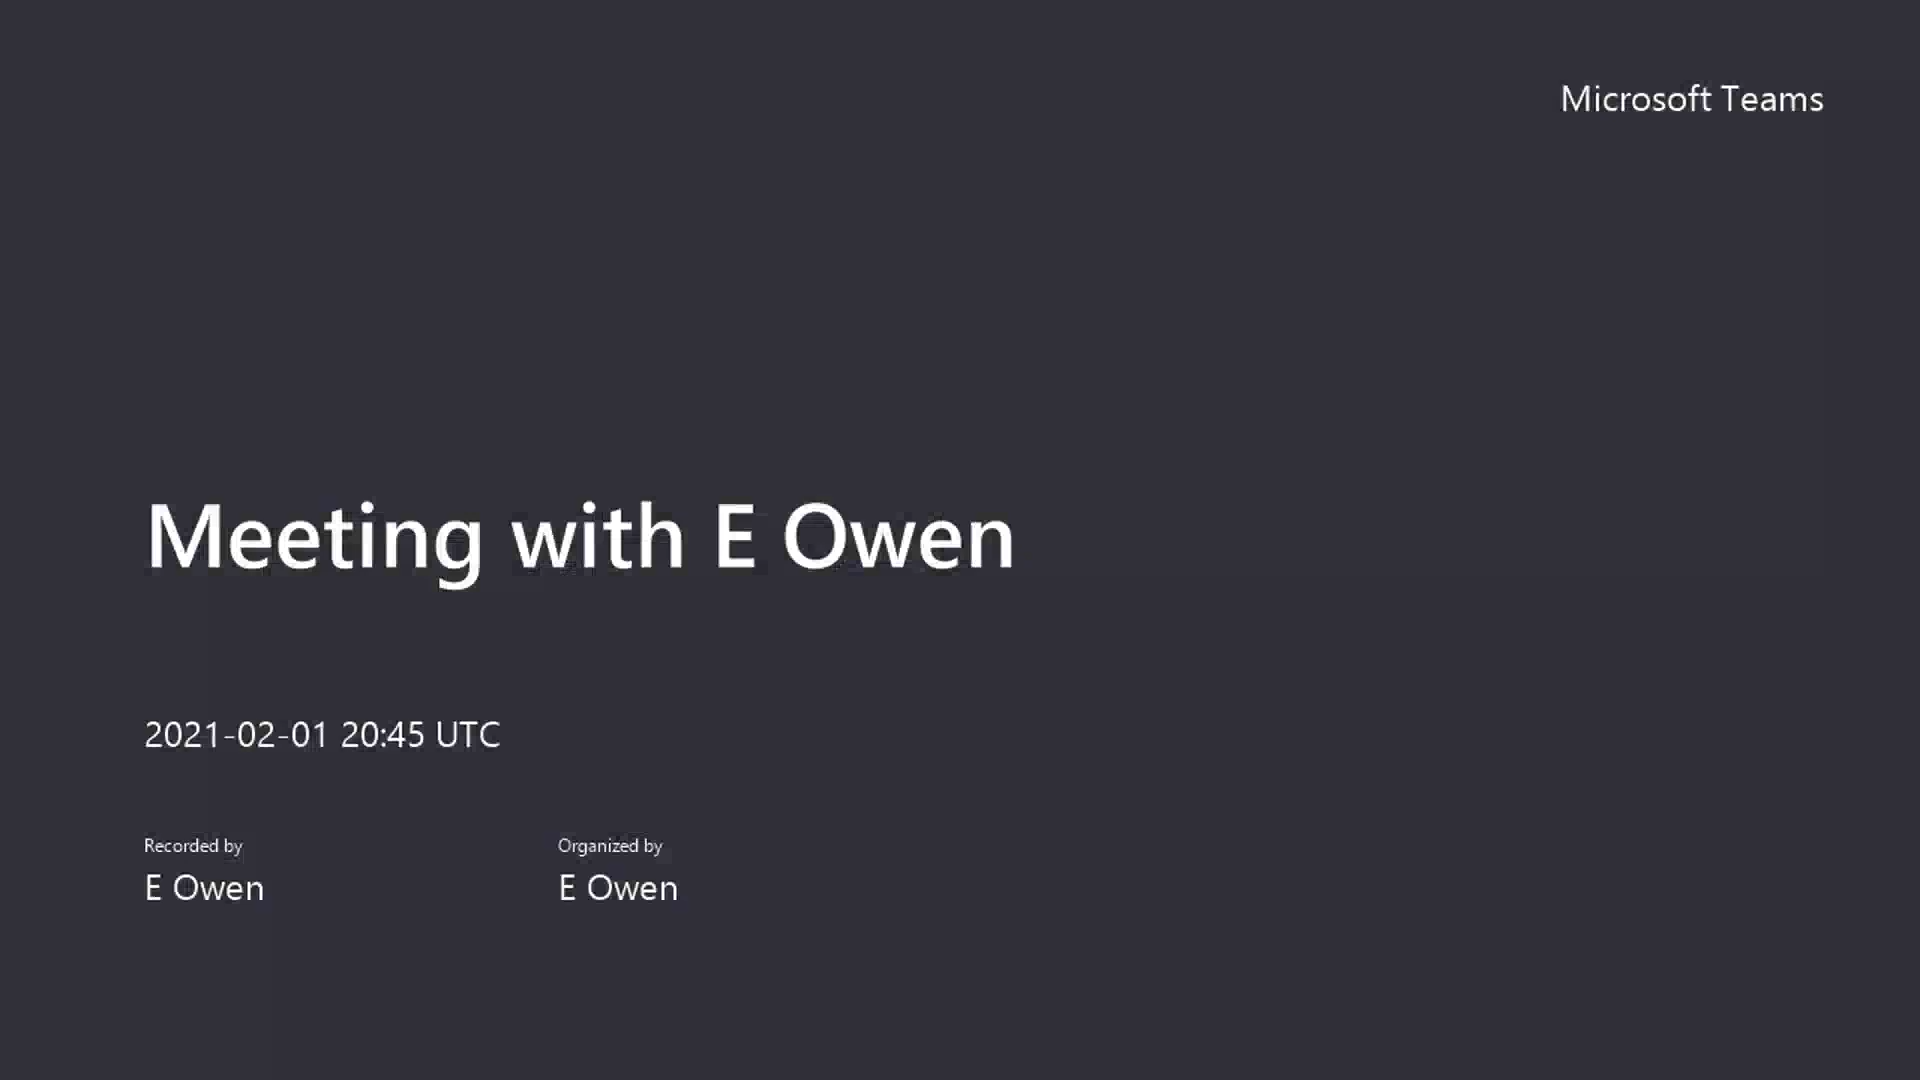 Microsoft Teams
Meeting with E Owen
2021-02-01 20:45 UTC
Recorded by
E Owen
Organized by
E Owen